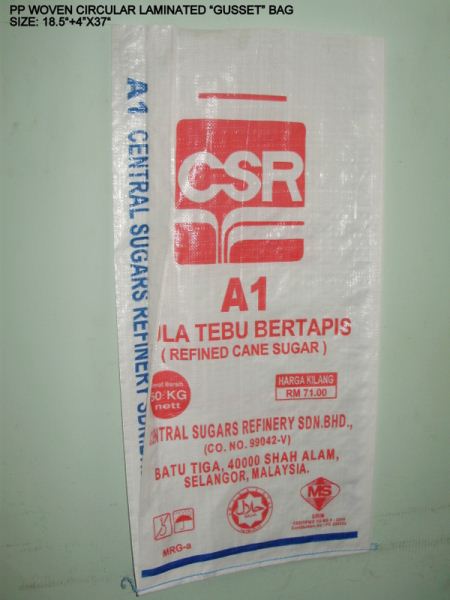 PP WOVEN CIRCULAR LAMINATED “GUSSET” BAG
SIZE: 18.5“+4”X37“
A1 CENTRAL SUGARS REFINERY
CSR
A1
ULA TEBU BERTAPIS
( REFINED CANE SUGAR )
50 KG
nett
HARGA KILANG
RM 71.00
ENTRAL SUGARS REFINERY SDN.BHD.,
(CO. NO. 99042-V)
BATU TIGA, 40000 SHAH ALAM,
SELANGOR, MALAYSIA.
MS
SIRIM
MRG-a